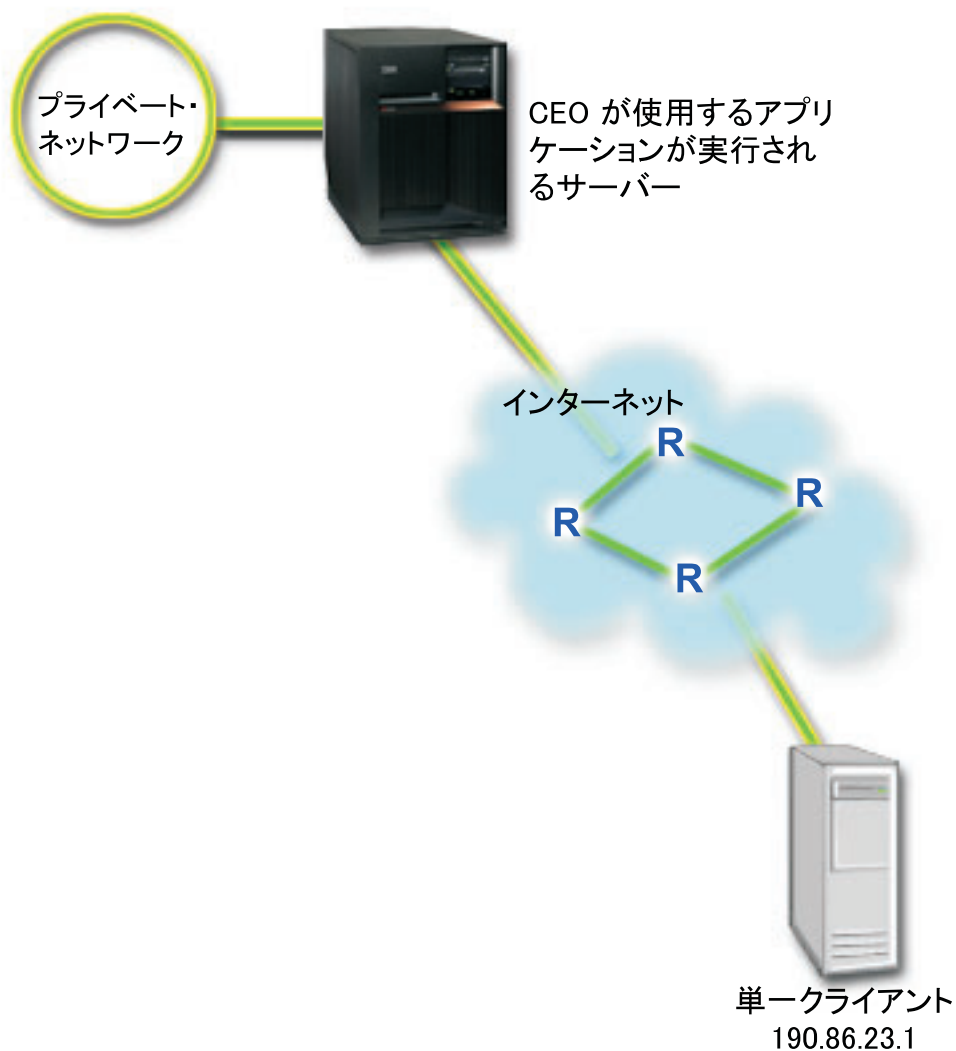 プライベート・
ネットワーク
CEO が使用するアプリ
ケーションが実行され
るサーバー
インターネット
R
R
R
R
単一クライアント
190.86.23.1